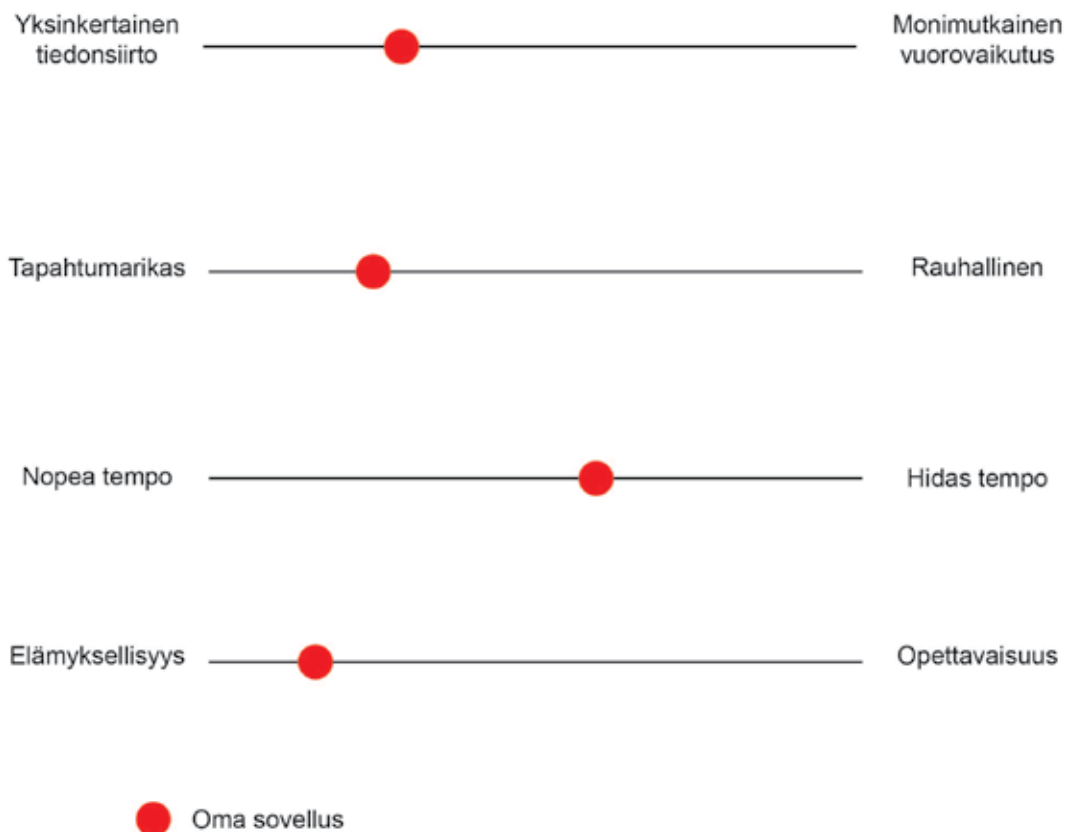 Yksinkertainen
tiedonsiirto
Monimutkainen
vuorovaikutus
Tapahtumarikas
Rauhallinen
Nopea tempo
Hidas tempo
Elämyksellisyys
Opettavaisuus
Oma sovellus